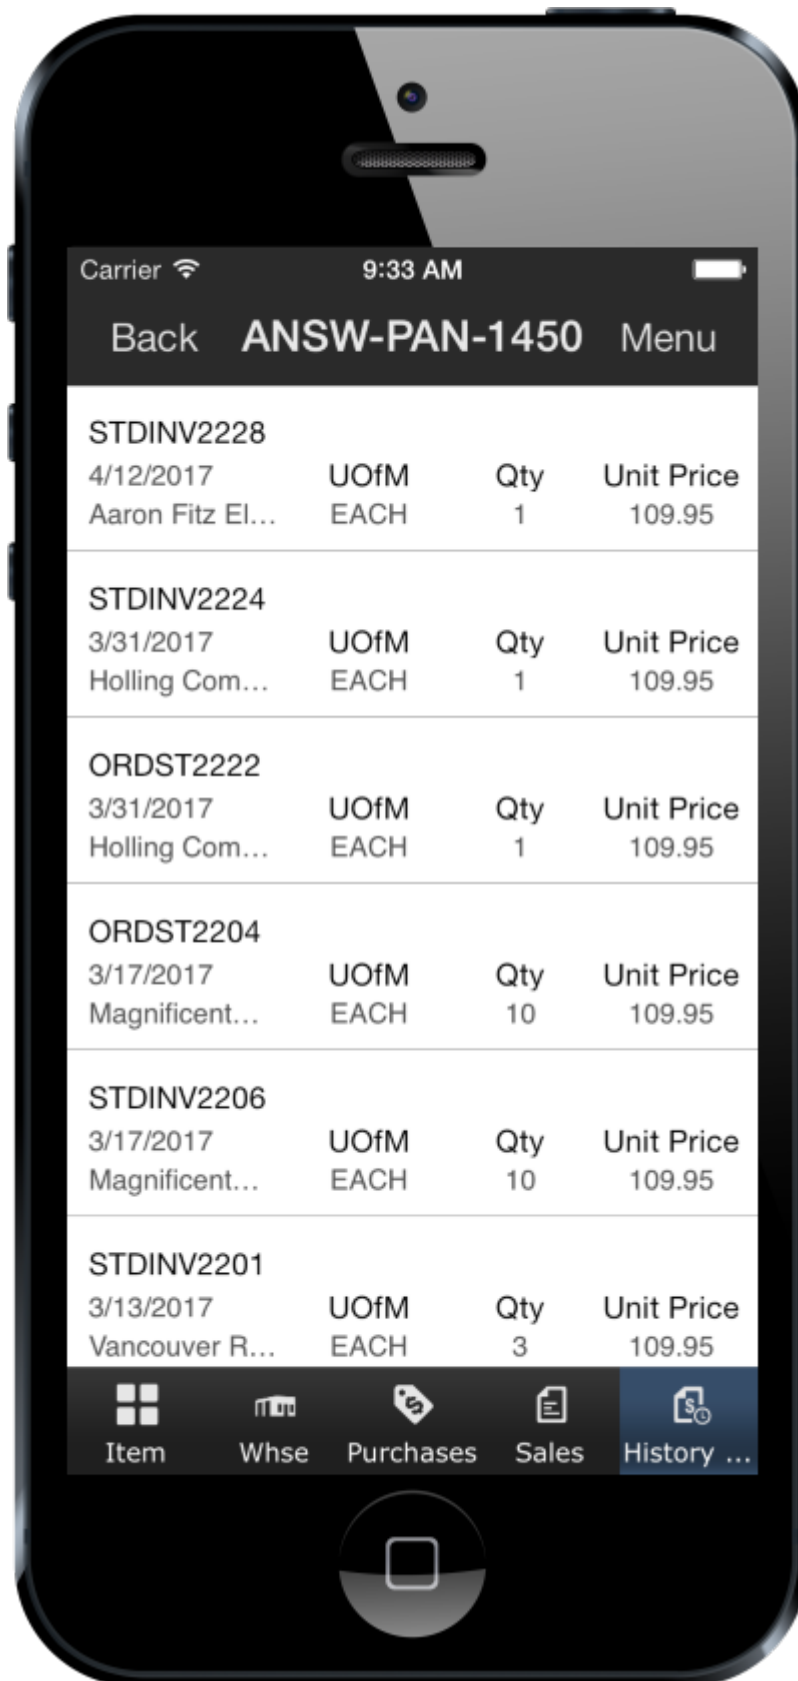 Carrier 9:33 AM
Back ANSW-PAN-1450 Menu
STDINV2228
4/12/2017 UOfM Qty Unit Price
Aaron Fitz El... EACH 1 109.95
STDINV2224
3/31/2017 UOfM Qty Unit Price
Holling Com... EACH 1 109.95
ORDST2222
3/31/2017 UOfM Qty Unit Price
Holling Com... EACH 1 109.95
ORDST2204
3/17/2017 UOfM Qty Unit Price
Magnificent... EACH 10 109.95
STDINV2206
3/17/2017 UOfM Qty Unit Price
Magnificent... EACH 10 109.95
STDINV2201
3/13/2017 UOfM Qty Unit Price
Vancouver R... EACH 3 109.95
Item Whse Purchases Sales History ...